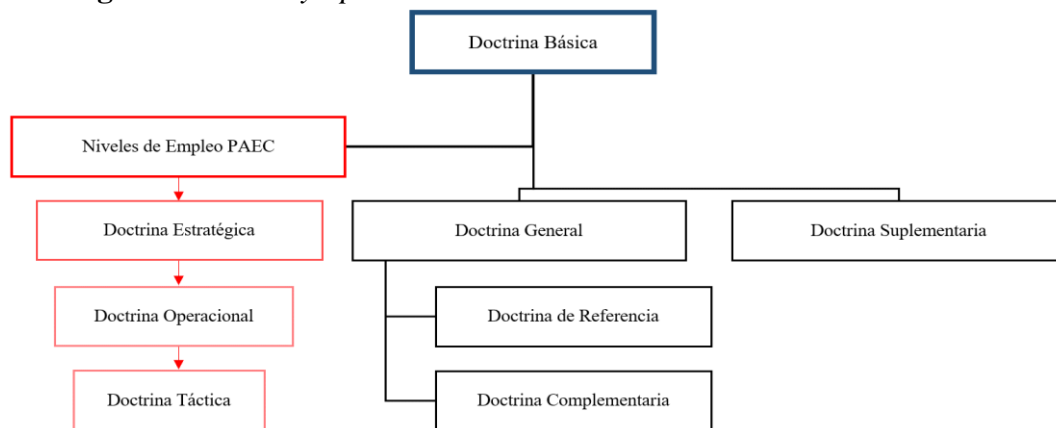 Doctrina Básica
Niveles de Empleo PAEC
Doctrina Estratégica
Doctrina General
Doctrina Suplementaria
Doctrina Operacional
Doctrina de Referencia
Doctrina Táctica
Doctrina Complementaria